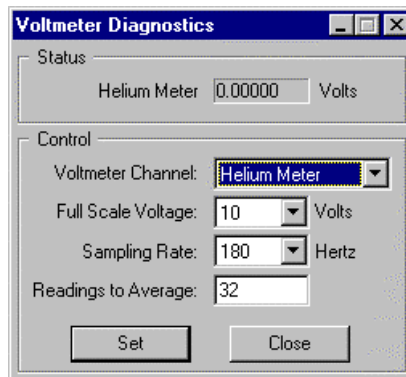 Voltmeter Diagnostics
Status
Helium Meter 0.00000 Volts
Control
Voltmeter Channel: Helium Meter
Full Scale Voltage: 10 Volts
Sampling Rate: 180 Hertz
Readings to Average: 32
Set Close